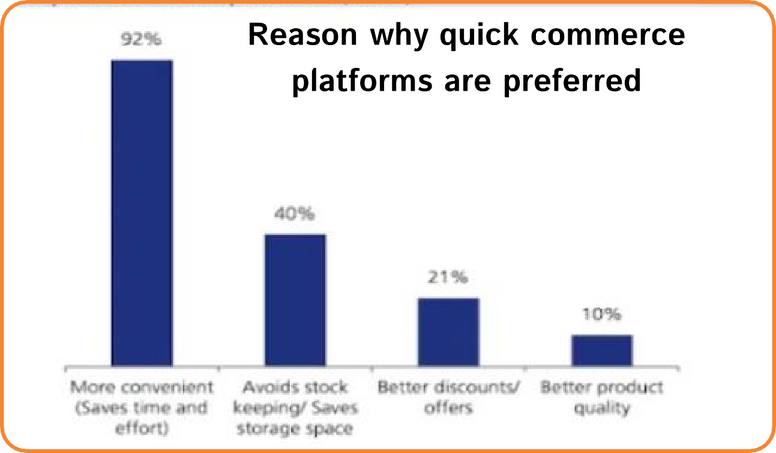 Reason why quick commerce
platforms are preferred
92%
40%
21%
10%
More convenient
(Saves time and
effort)
Avoids stock
keeping/ Saves
storage space
Better discounts/
offers
Better product
quality